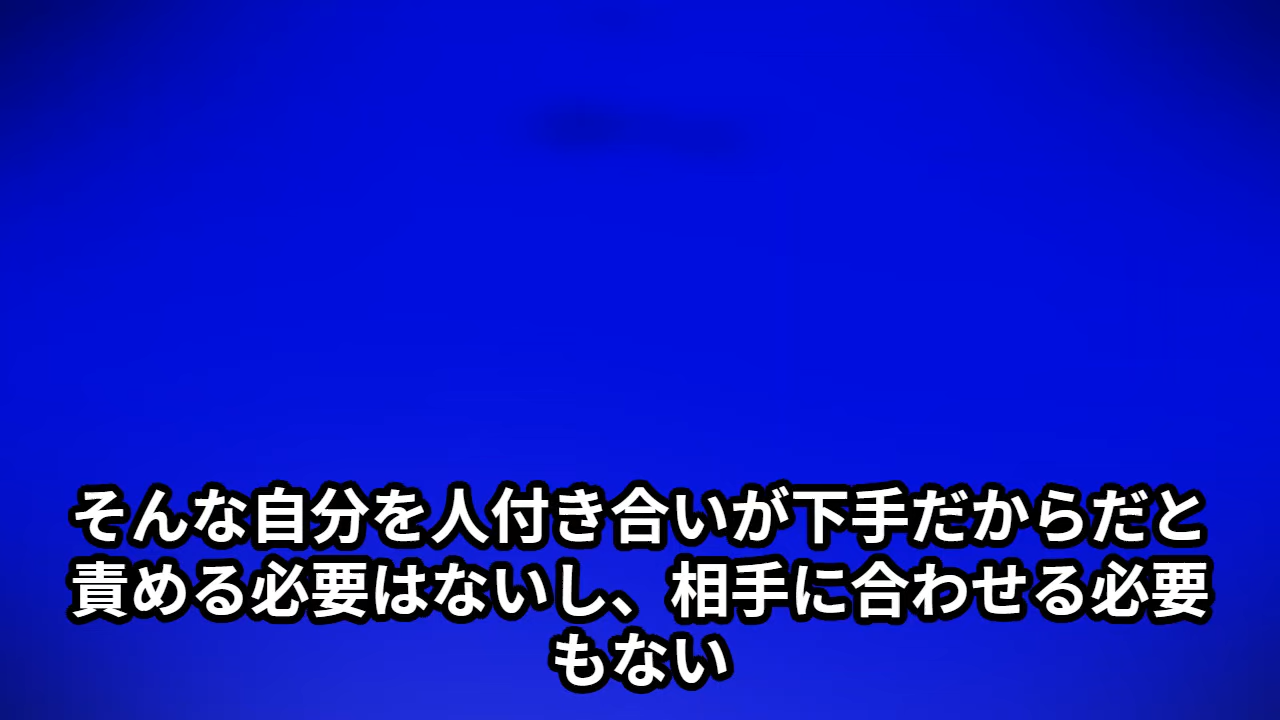 そんな自分を人付き合いが下手だからだと
責める必要はないし、相手に合わせる必要
もない